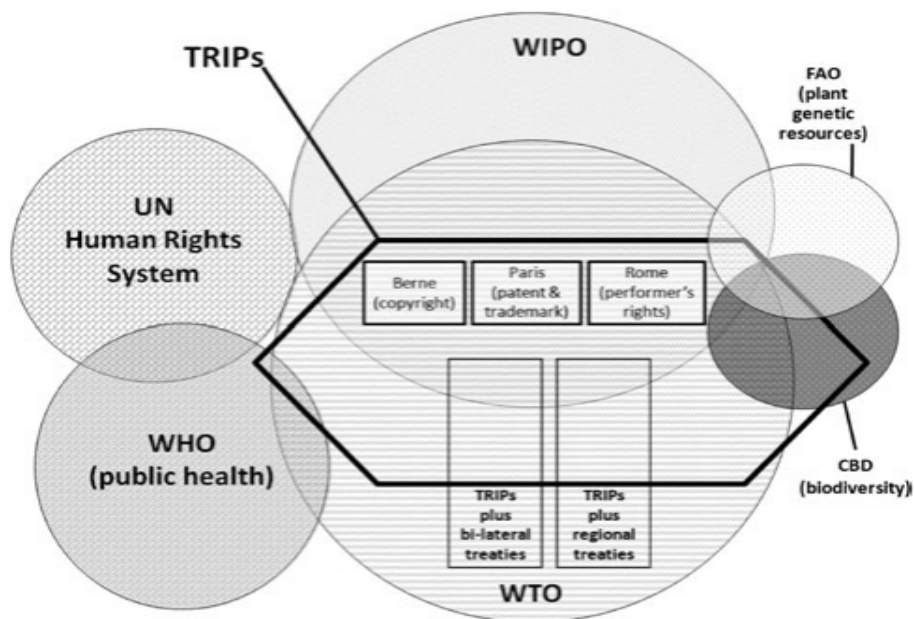 TRIPs
WIPO
FAO
(plant
genetic
resources)
UN
Human Rights
System
Berne
(copyright)
Paris
(patent &
trademark)
Rome
(performer's
rights)
WHO
(public health)
TRIPs
plus
bi-lateral
treaties
TRIPs
plus
regional
treaties
CBD
(biodiversity)
WTO